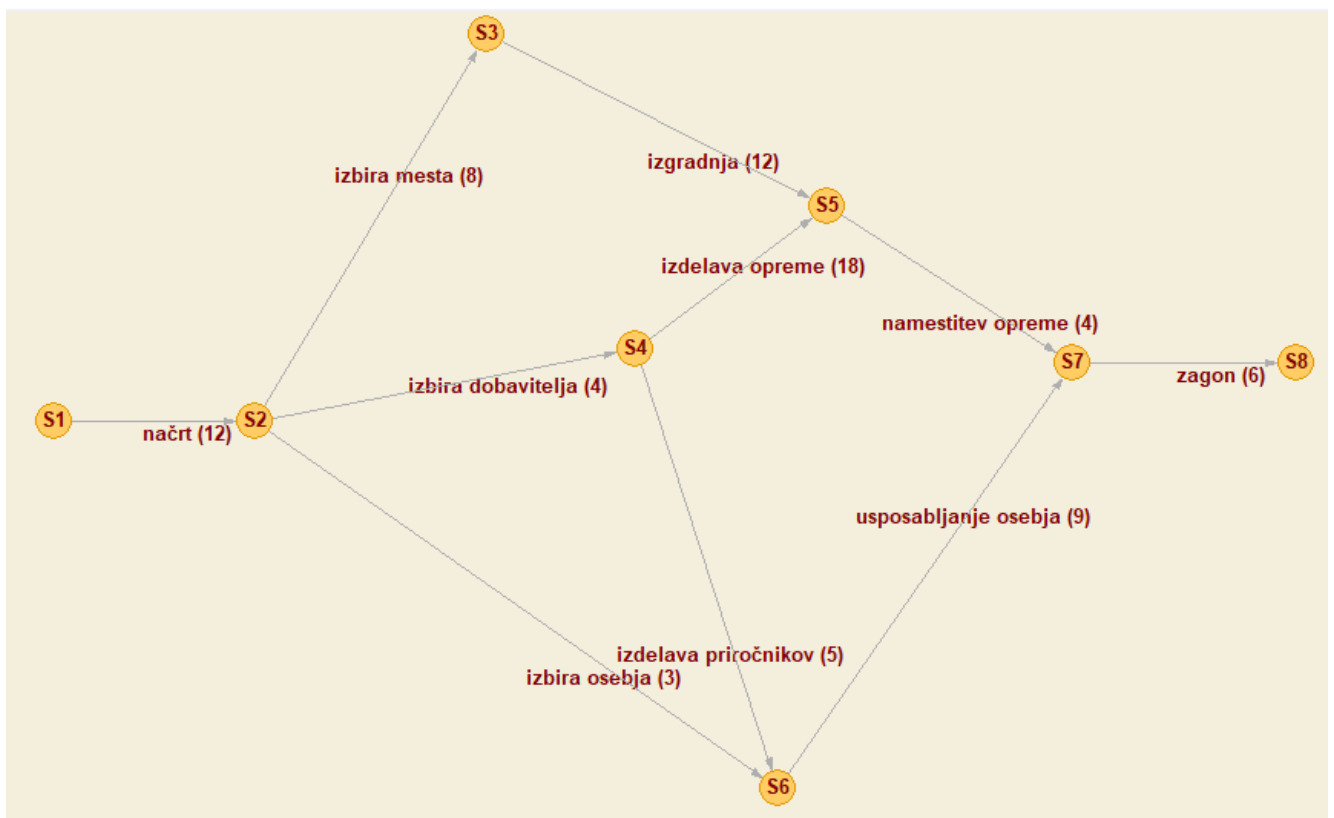 S3
izbira mesta (8)
izgradnja (12)
S5
izdelava opreme (18)
namestitev opreme (4)
S4
S7
S8
izbira dobavitelja (4)
zagon (6)
S1
S2
načrt (12)
usposabljanje osebja (9)
izdelava priročnikov (5)
izbira osebja (3)
S6